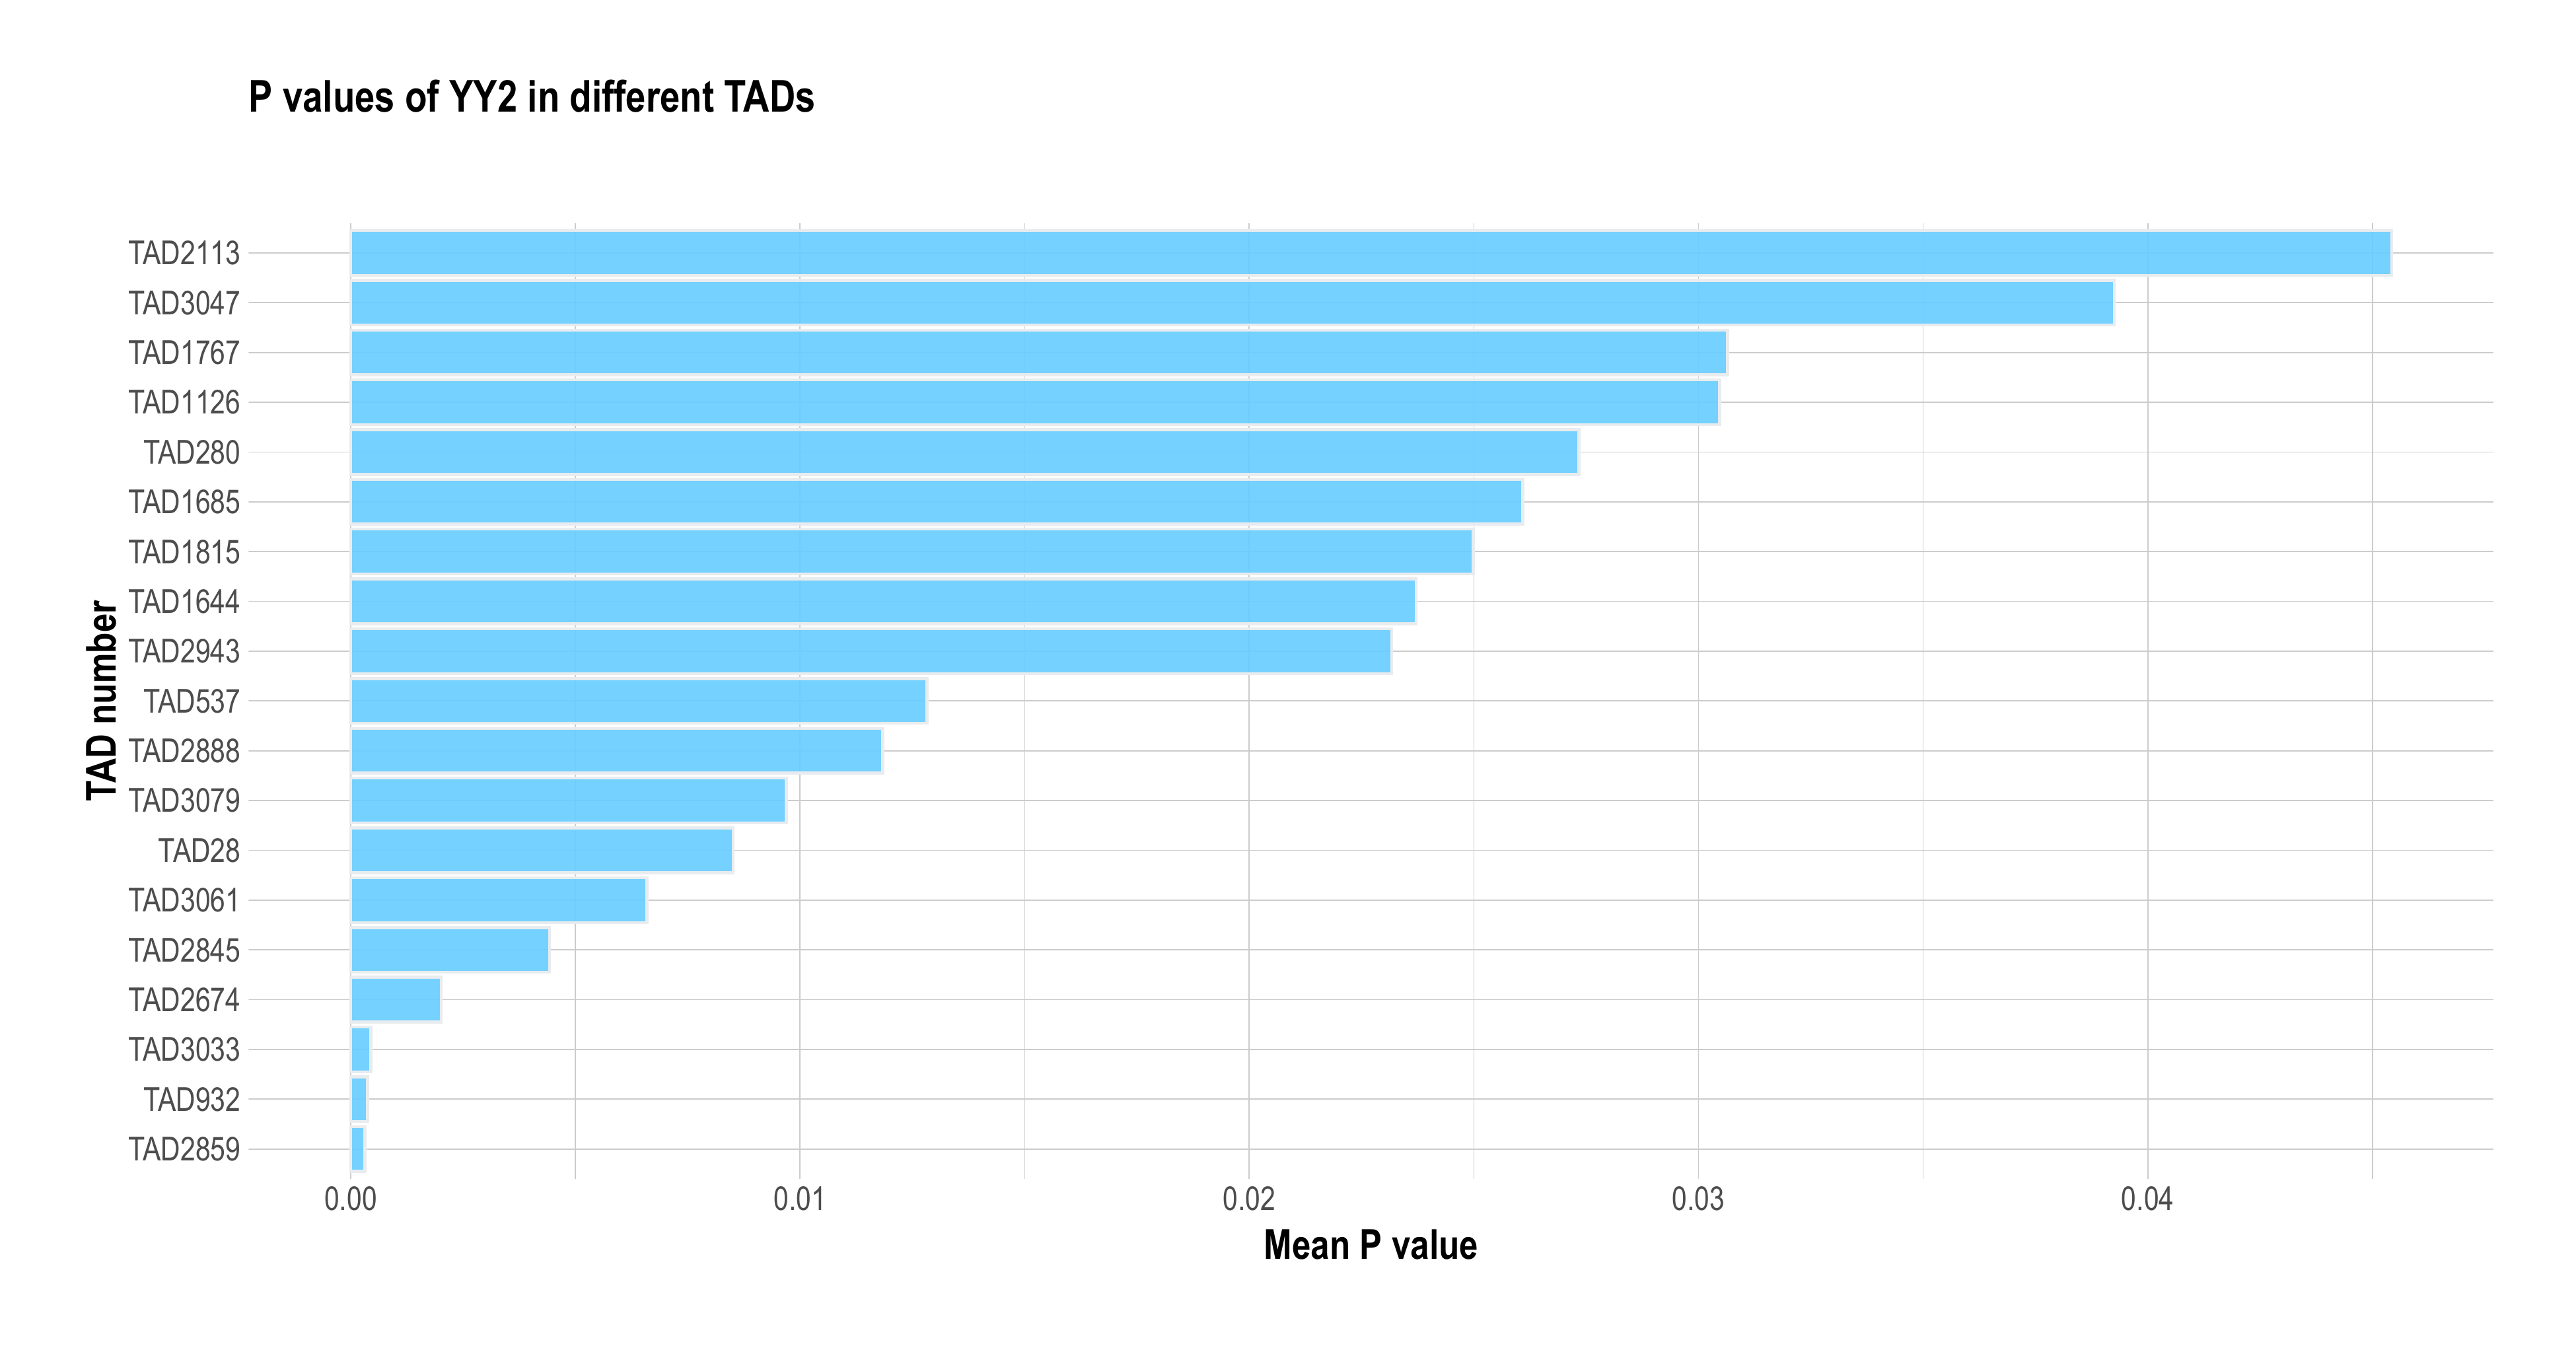 P values of YY2 in different TADs
TAD2113
TAD3047
TAD1767
TAD1126
TAD280
TAD1685
TAD1815
TAD1644
TAD2943
TAD537
TAD2888
TAD3079
TAD28
TAD3061
TAD2845
TAD2674
TAD3033
TAD932
TAD2859
TAD number
0.00 0.01 0.02 0.03 0.04
Mean P value